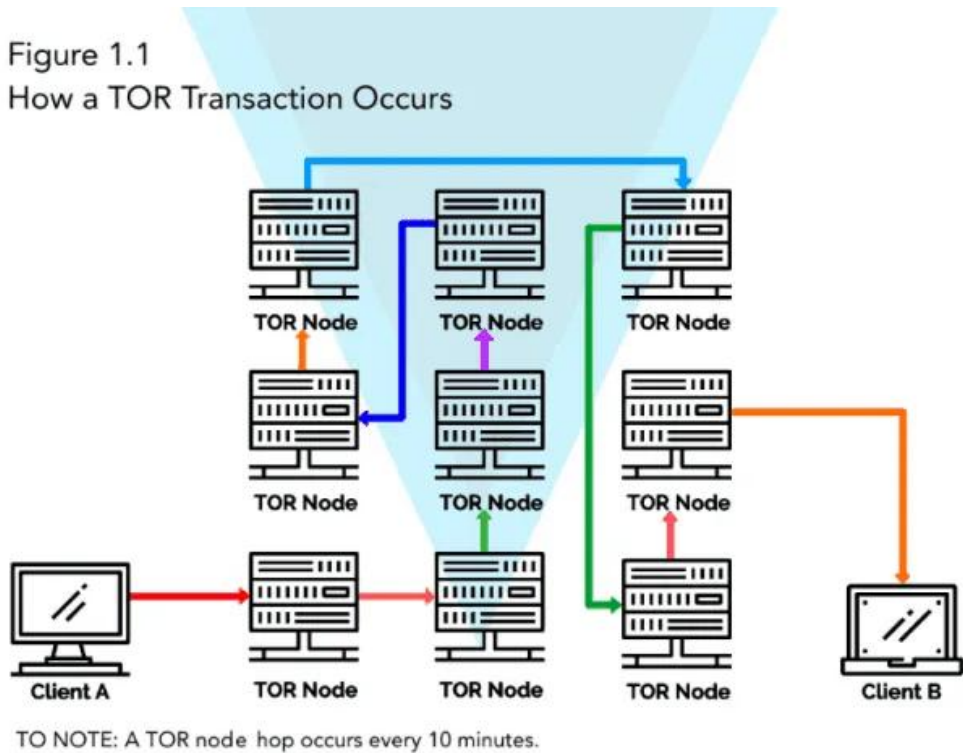 Figure 1.1
How a TOR Transaction Occurs
TOR Node
TOR Node
TOR Node
TOR Node
TOR Node
TOR Node
Client A
TOR Node
TOR Node
TOR Node
Client B
TO NOTE: A TOR node hop occurs every 10 minutes.